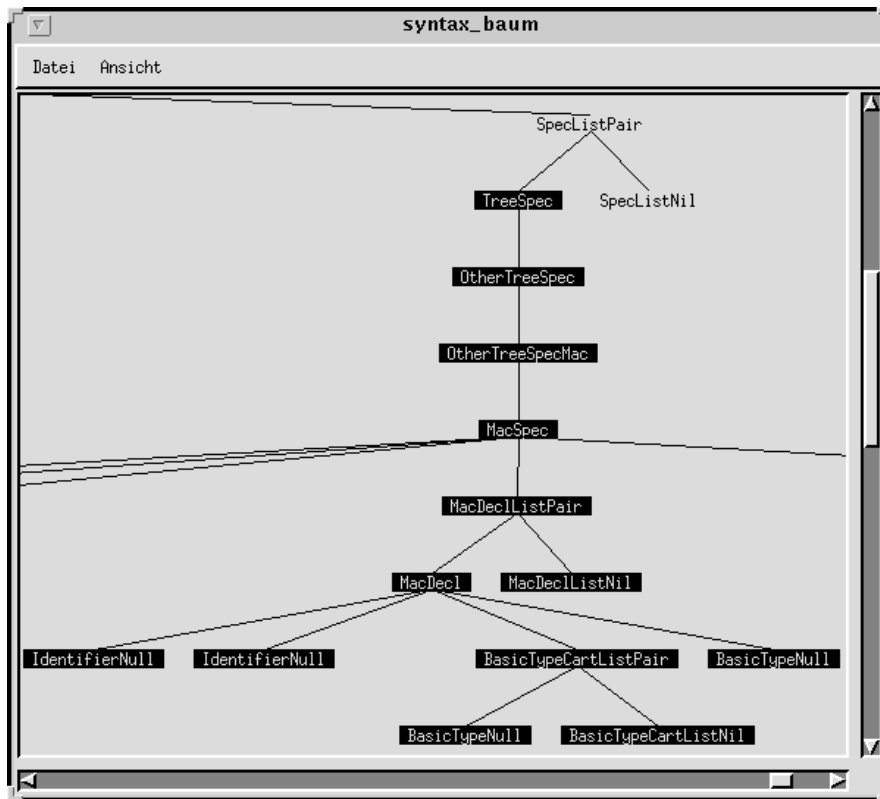 syntax_baum
Datei Ansicht
SpecListPair
TreeSpec SpecListNil
OtherTreeSpec
OtherTreeSpecMac
MacSpec
MacDeclListPair
MacDecl MacDeclListNil
IdentifierNull IdentifierNull BasicTypeCartListPair BasicTypeNull
BasicTypeNull BasicTypeCartListNil